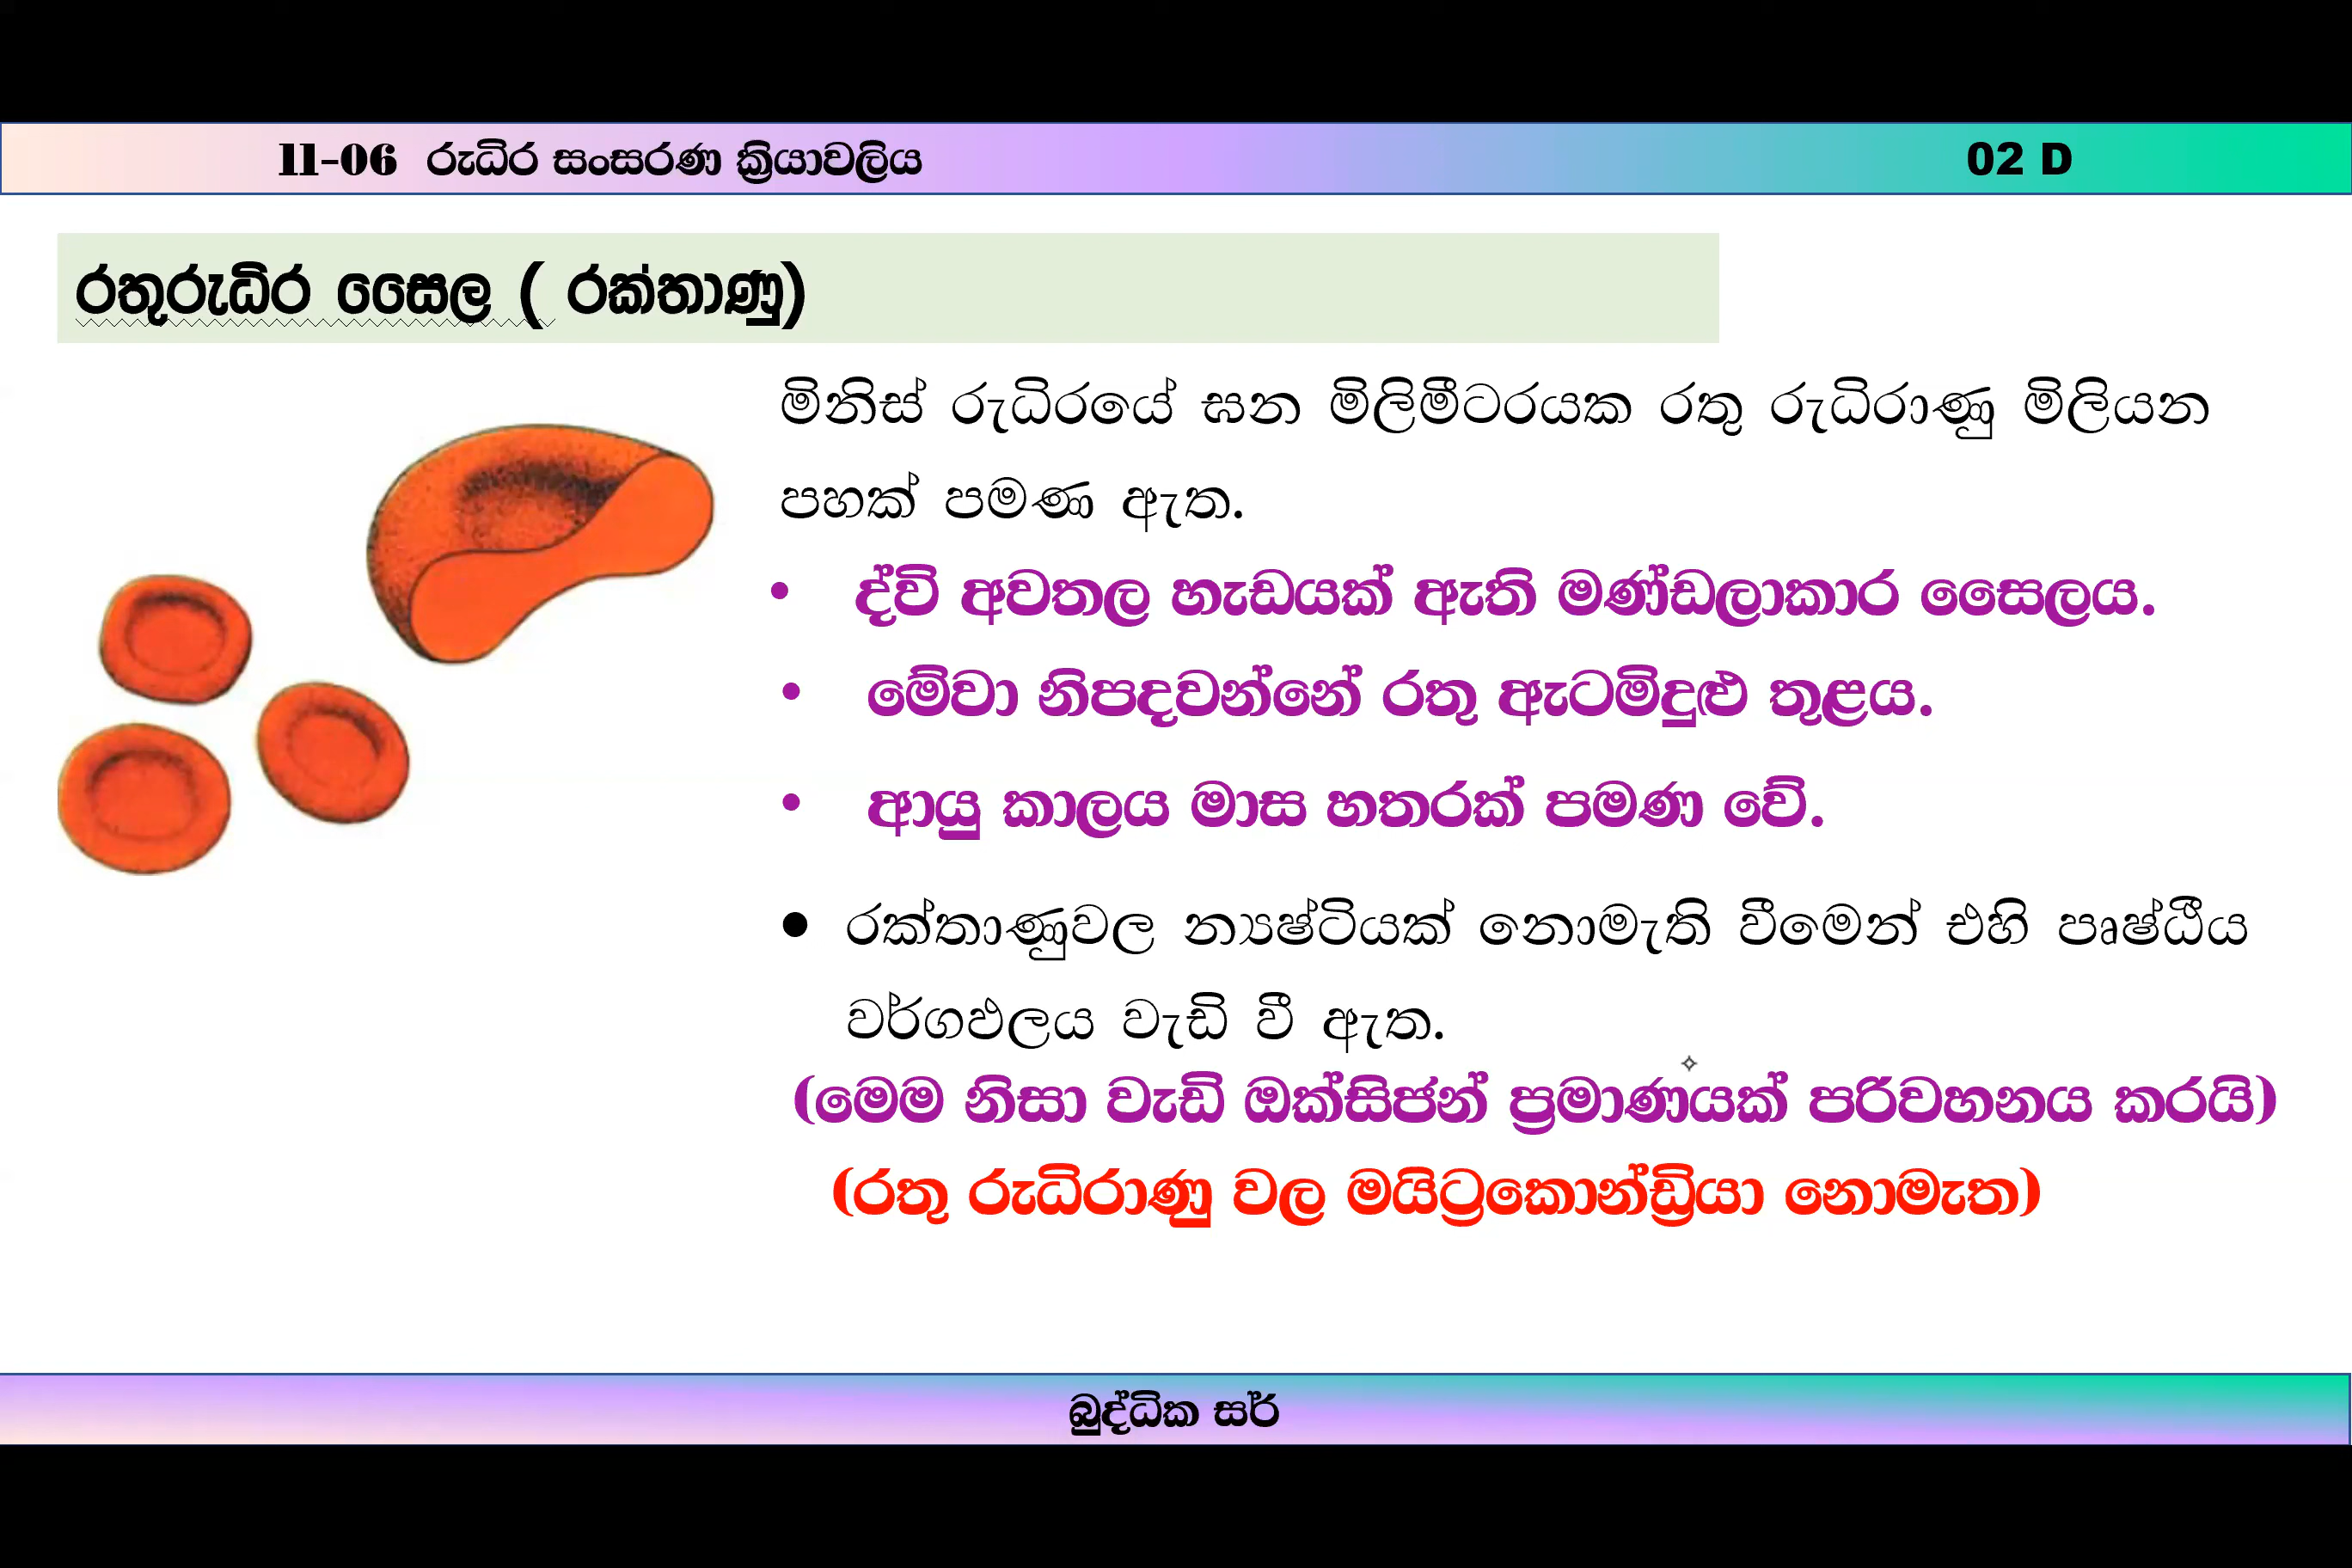 11-06 රුධිර සංසරණ ක්‍රියාවලිය 02 D
රතුරුධිර සෛල ( රක්තාණු)
මිනිස් රුධිරයේ ඝන මිලිමීටරයක රතු රුධිරාණු මිලියන
පහක් පමණ ඇත.
• ද්වි අවතල හැඩයක් ඇති මණ්ඩලාකාර සෛලය.
• මේවා නිපදවන්නේ රතු ඇටමිදුළු තුළය.
• ආයු කාලය මාස හතරක් පමණ වේ.
• රක්තාණුවල න්‍යෂ්ටියක් නොමැති වීමෙන් එහි පෘෂ්ඨීය
වර්ගඵලය වැඩි වී ඇත.
(මෙම නිසා වැඩි ඔක්සිජන් ප්‍රමාණයක් පරිවහනය කරයි)
(රතු රුධිරාණු වල මයිට්‍රකොන්ඩ්‍රියා නොමැත)
බුද්ධික සර්